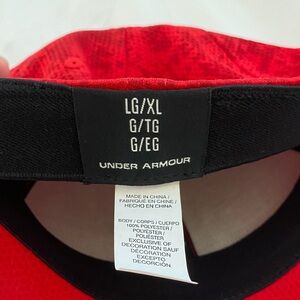 LG/XL
G/TG
G/EG
UNDER ARMOUR
MADE IN CHINA /
FABRIQUÉ EN CHINE /
HECHO EN CHINA
BODY / CORPS / CUERPO
100% POLYESTER /
POLYESTER /
POLIÉSTER
EXCLUSIVE OF
DECORATION SAUF
DÉCORATION
EXCEPTO
DECORCIÓN